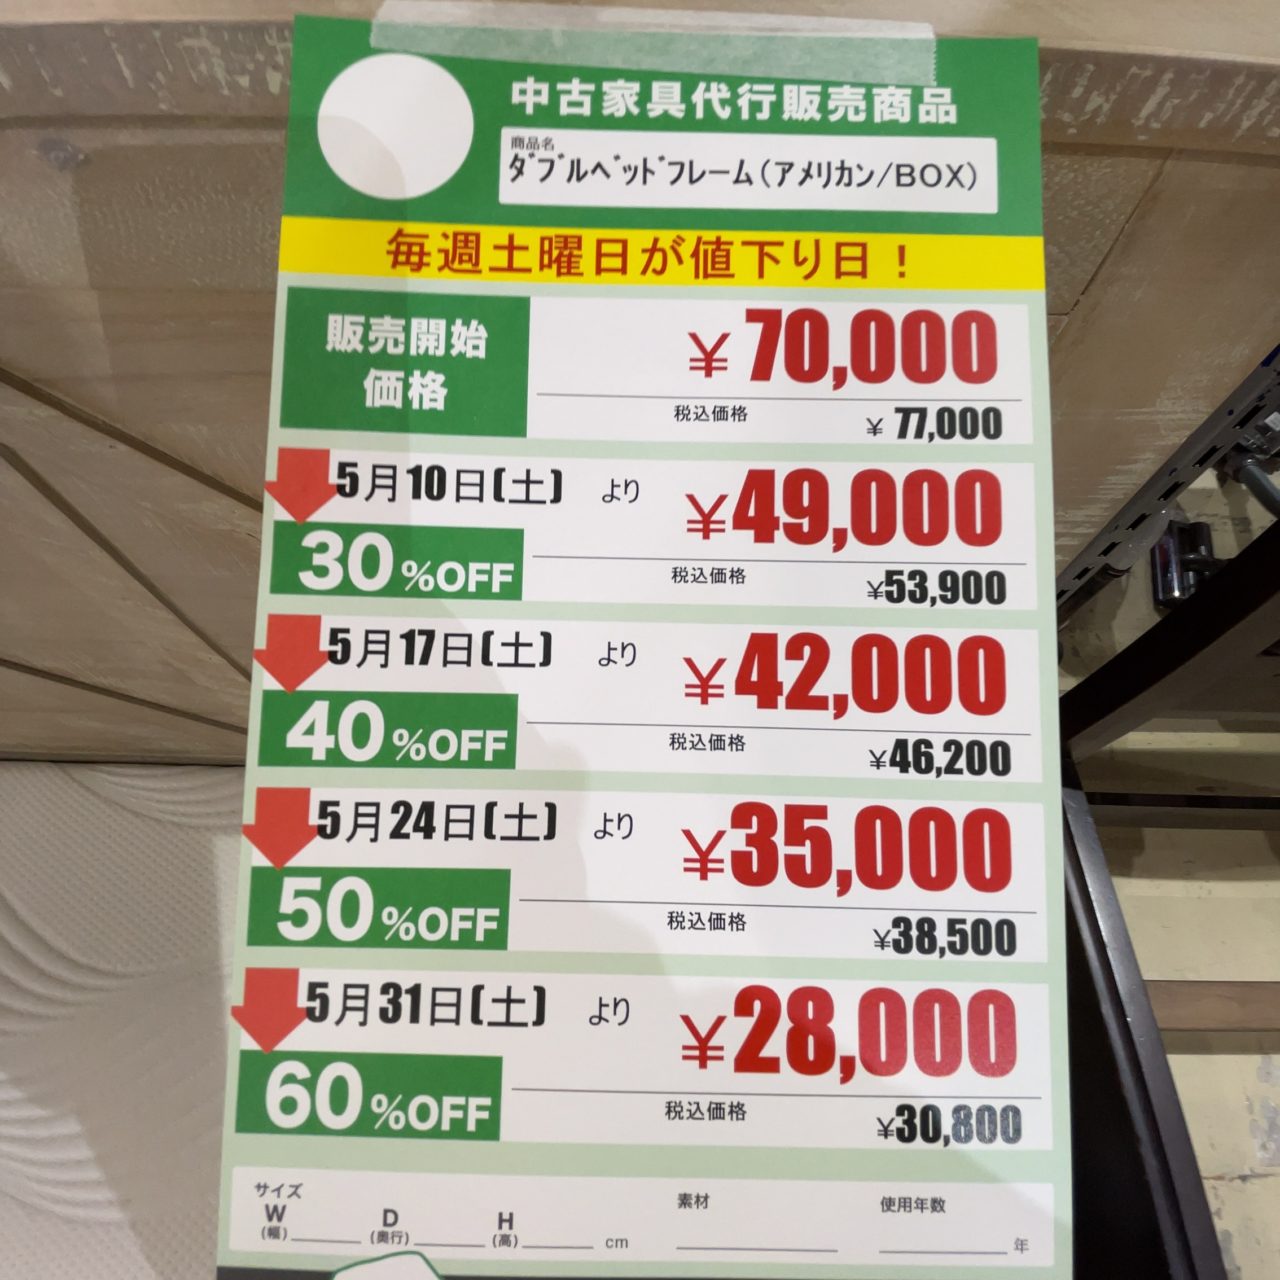 中古家具代行販売商品
商品名
ダブルベッドフレーム(アメリカン/BOX)
毎週土曜日が値下り日！
販売開始
価格
¥70,000
税込価格 ¥77,000
5月10日(土) より
30%OFF
¥49,000
税込価格 ¥53,900
5月17日(土) より
40%OFF
¥42,000
税込価格 ¥46,200
5月24日(土) より
50%OFF
¥35,000
税込価格 ¥38,500
5月31日(土) より
60%OFF
¥28,000
税込価格 ¥30,800
サイズ 素材 使用年数
W D H
(幅) (奥行) (高) cm 年